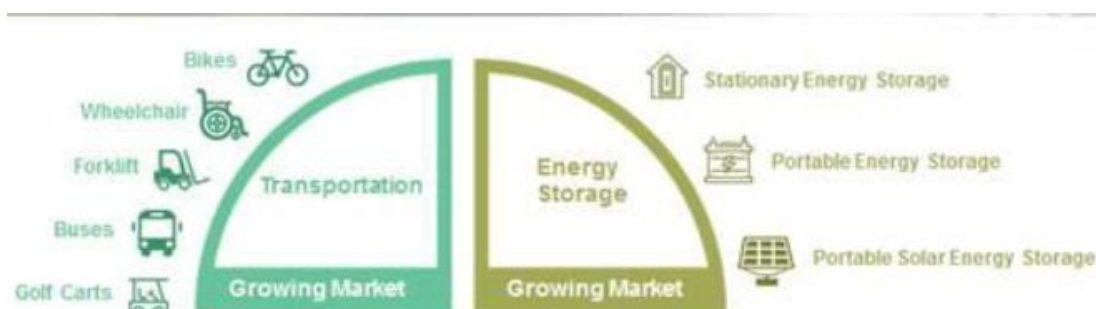 Bikes
Wheelchair
Forklift
Buses
Golf Carts
Transportation
Growing Market
Energy
Storage
Growing Market
Stationary Energy Storage
Portable Energy Storage
Portable Solar Energy Storage